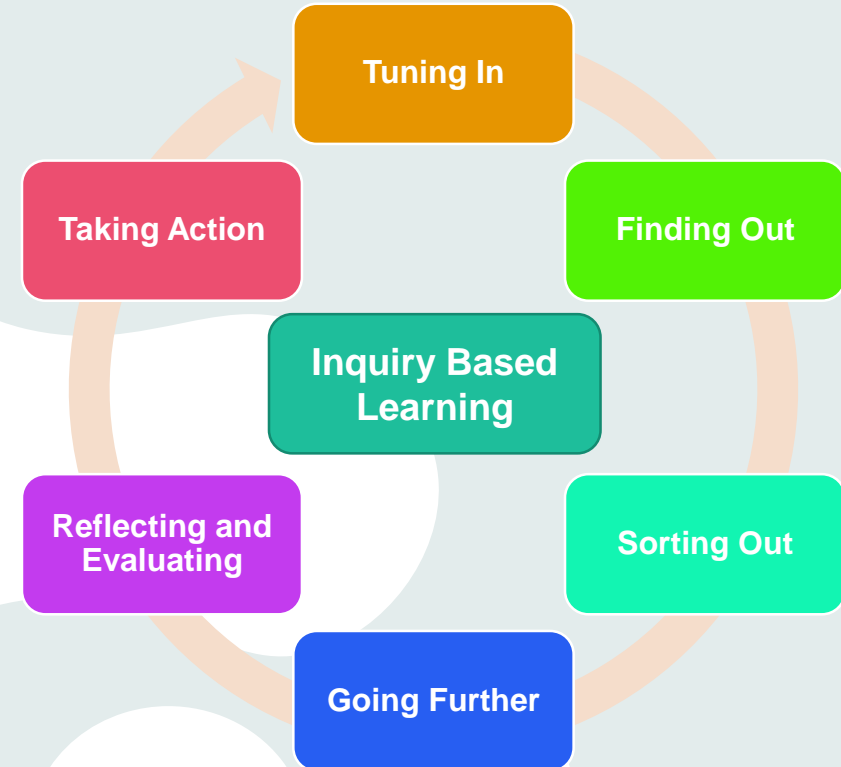 Tuning In
Finding Out
Sorting Out
Going Further
Reflecting and
Evaluating
Taking Action
Inquiry Based
Learning